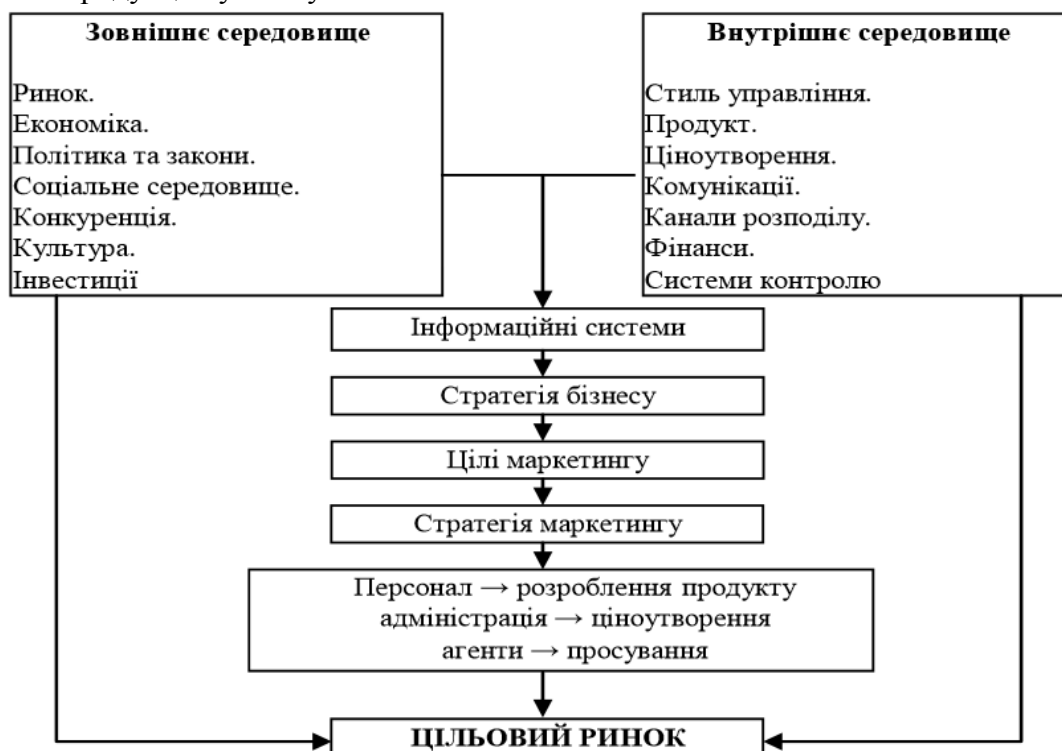 Зовнішнє середовище
Ринок.
Економіка.
Політика та закони.
Соціальне середовище.
Конкуренція.
Культура.
Інвестиції
Внутрішнє середовище
Стиль управління.
Продукт.
Ціноутворення.
Комунікації.
Канали розподілу.
Фінанси.
Системи контролю
Інформаційні системи
Стратегія бізнесу
Цілі маркетингу
Стратегія маркетингу
Персонал → розроблення продукту
адміністрація → ціноутворення
агенти → просування
ЦІЛЬОВИЙ РИНОК